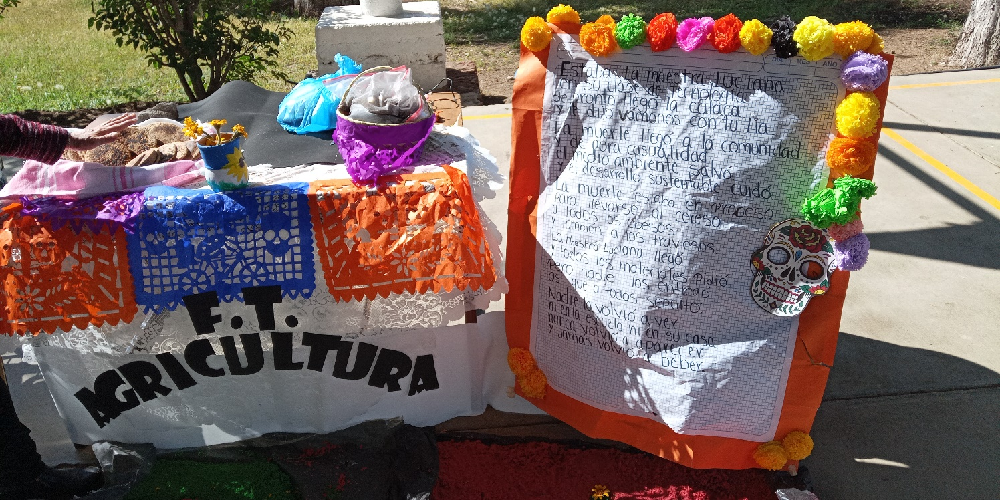 DIA MES AÑO
Estaba la maestra Luciana
en su clase de tecnología
de pronto llegó la calaca
y le dijo vamonos con tu tia
La muerte llegó a la comunidad
y de pura casualidad
el medio ambiente salvó
y el desarrollo sustentable cuidó
La muerte estaba en proceso
para llevarse al cereso
a todos los obesos
y también a los traviesos
La Maestra Luciana llegó
y todos los materiales pidió
pero nadie los entregó
asi que a todos sepultó.
Nadie la volvió a ver
ni en la escuela ni en su casa
nunca volvió a aparecer
y jamas volvió a beber.
F.T.
AGRICULTURA